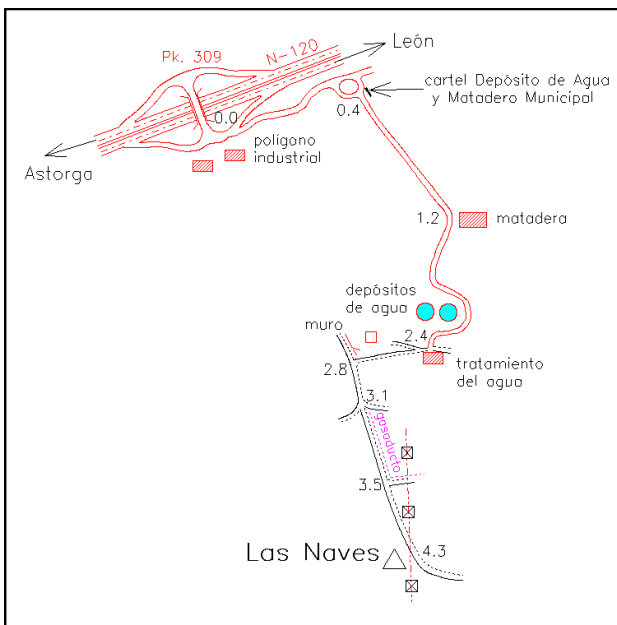 Pk. 309
N-120
León
cartel Depósito de Agua
y Matadero Municipal
0.0
0.4
polígono
industrial
Astorga
1.2
matadera
depósitos
de agua
muro
2.4
tratamiento
del agua
2.8
3.1
gasoducto
3.5
4.3
Las Naves